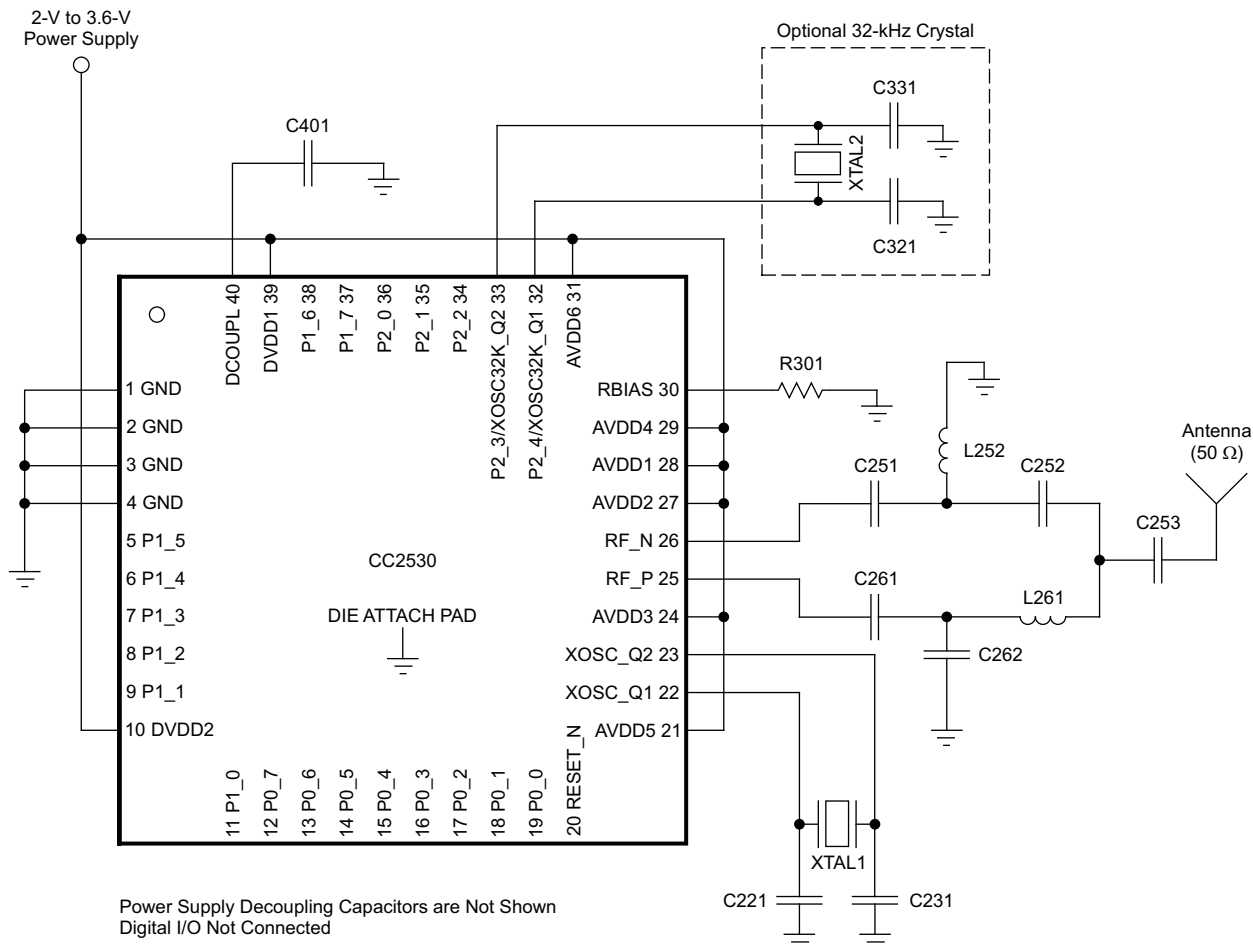 2-V to 3.6-V
Power Supply
Optional 32-kHz Crystal
C331
C401
XTAL2
C321
DCOUPL 40
DVDD1 39
P1_6 38
P1_7 37
P2_0 36
P2_1 35
P2_2 34
P2_3/XOSC32K_Q2 33
P2_4/XOSC32K_Q1 32
AVDD6 31
1 GND
2 GND
3 GND
4 GND
5 P1_5
6 P1_4
7 P1_3
8 P1_2
9 P1_1
10 DVDD2
CC2530
DIE ATTACH PAD
RBIAS 30
AVDD4 29
AVDD1 28
AVDD2 27
RF_N 26
RF_P 25
AVDD3 24
XOSC_Q2 23
XOSC_Q1 22
AVDD5 21
R301
L252
C251
C252
Antenna
(50 Ω)
C253
C261
L261
C262
11 P1_0
12 P0_7
13 P0_6
14 P0_5
15 P0_4
16 P0_3
17 P0_2
18 P0_1
19 P0_0
20 RESET_N
XTAL1
C221
C231
Power Supply Decoupling Capacitors are Not Shown
Digital I/O Not Connected